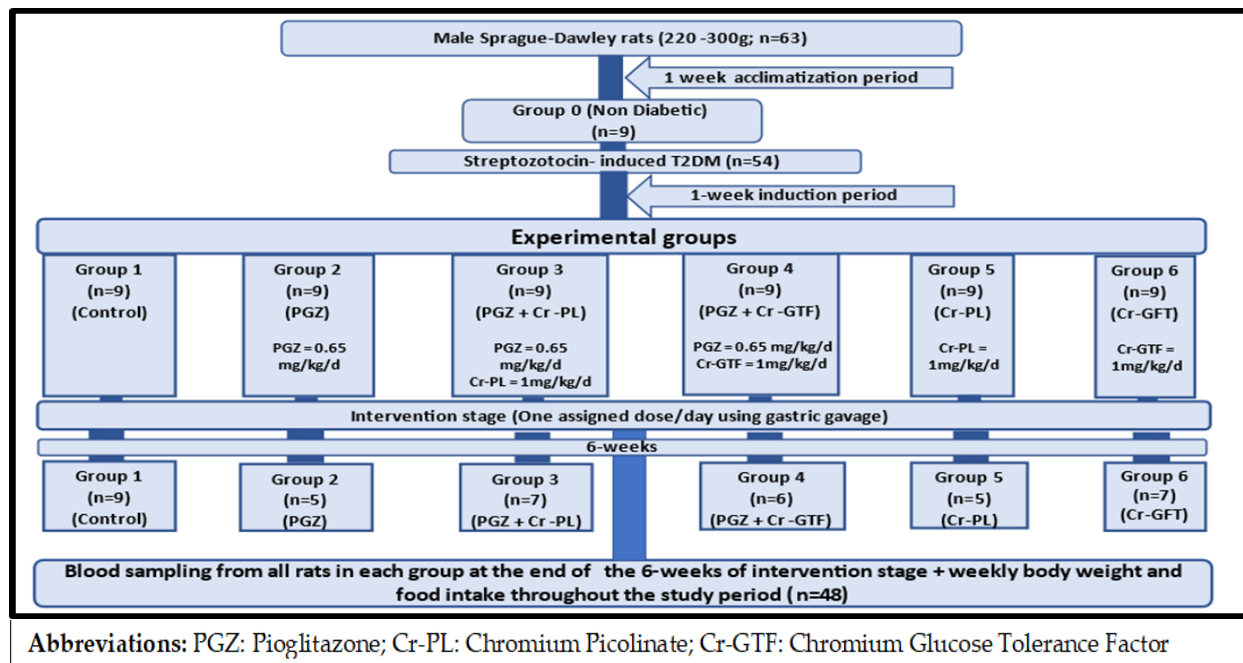 Male Sprague-Dawley rats (220 -300g; n=63)
1 week acclimatization period
Group 0 (Non Diabetic)
(n=9)
Streptozotocin- induced T2DM (n=54)
1-week induction period
Experimental groups
Group 1
(n=9)
(Control)
Group 2
(n=9)
(PGZ)
PGZ = 0.65
mg/kg/d
Group 3
(n=9)
(PGZ + Cr -PL)
PGZ = 0.65
mg/kg/d
Cr-PL = 1mg/kg/d
Group 4
(n=9)
(PGZ + Cr -GTF)
PGZ = 0.65 mg/kg/d
Cr-GTF = 1mg/kg/d
Group 5
(n=9)
(Cr-PL)
Cr-PL =
1mg/kg/d
Group 6
(n=9)
(Cr-GFT)
Cr-GTF =
1mg/kg/d
Intervention stage (One assigned dose/day using gastric gavage)
6-weeks
Group 1
(n=9)
(Control)
Group 2
(n=5)
(PGZ)
Group 3
(n=7)
(PGZ + Cr -PL)
Group 4
(n=6)
(PGZ + Cr -GTF)
Group 5
(n=5)
(Cr-PL)
Group 6
(n=7)
(Cr-GFT)
Blood sampling from all rats in each group at the end of the 6-weeks of intervention stage + weekly body weight and
food intake throughout the study period (n=48)
Abbreviations: PGZ: Pioglitazone; Cr-PL: Chromium Picolinate; Cr-GTF: Chromium Glucose Tolerance Factor